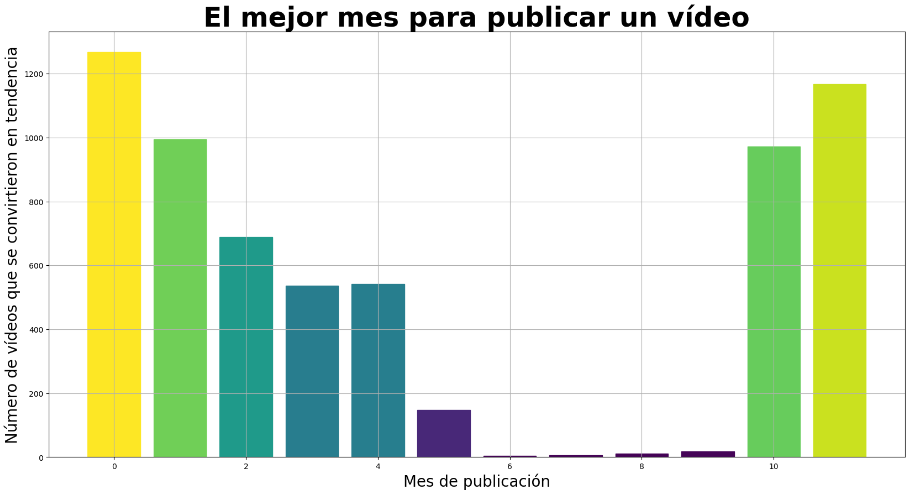 El mejor mes para publicar un vídeo
Número de vídeos que se convirtieron en tendencia
1200
1000
800
600
400
200
0
0 2 4 6 8 10
Mes de publicación